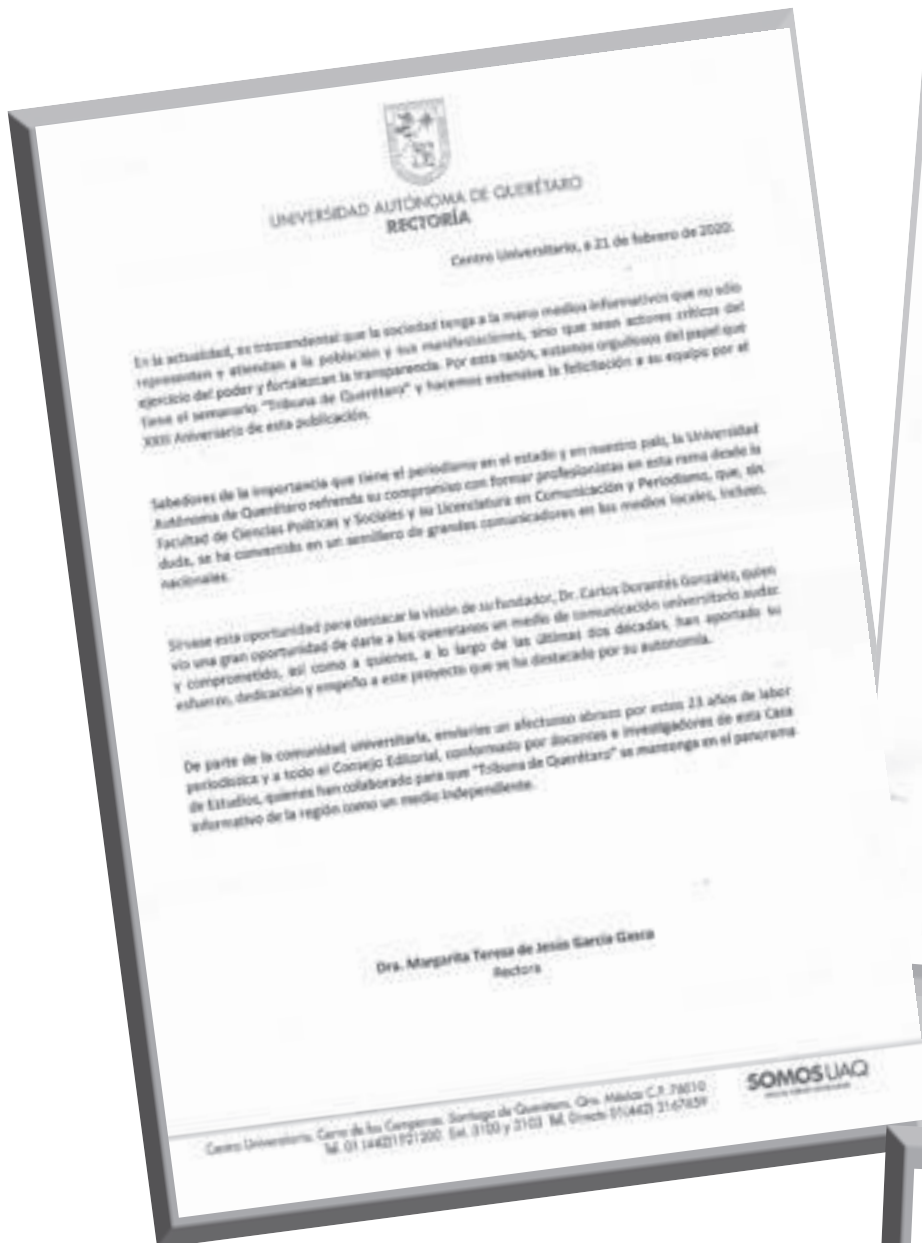 UNIVERSIDAD AUTÓNOMA DE QUERÉTARO
RECTORÍA
Centro Universitario, a 21 de febrero de 2020.
En la actualidad, es trascendental que la sociedad tenga a la mano medios informativos que no sólo
representen y atiendan a la población y sus manifestaciones, sino que sean actores críticos del
ejercicio del poder y fortalezcan la transparencia. Por esta razón, estamos orgullosos del papel que
tiene el semanario "Tribuna de Querétaro" y hacemos extensiva la felicitación a su equipo por el
XXIII Aniversario de esta publicación.
Sabedores de la importancia que tiene el periodismo en el estado y en nuestro país, la Universidad
Autónoma de Querétaro refrenda su compromiso con formar profesionistas en esta rama desde la
Facultad de Ciencias Políticas y Sociales y su Licenciatura en Comunicación y Periodismo, que, sin
duda, se ha convertido en un semillero de grandes comunicadores en los medios locales, incluso,
nacionales.
Sírvase esta oportunidad para destacar la visión de su fundador, Dr. Carlos Dorantes González, quien
vio una gran oportunidad de darle a los queretanos un medio de comunicación universitario audaz
y comprometido, así como a quienes, a lo largo de las últimas dos décadas, han aportado su
esfuerzo, dedicación y empeño a este proyecto que se ha destacado por su autonomía.
De parte de la comunidad universitaria, enviarles un afectuoso abrazo por estos 23 años de labor
periodística y a todo el Consejo Editorial, conformado por docentes e investigadores de esta Casa
de Estudios, quienes han colaborado para que "Tribuna de Querétaro" se mantenga en el panorama
informativo de la región como un medio independiente.
Dra. Margarita Teresa de Jesús García Gasca
Rectora
SOMOSUAQ
Centro Universitario, Cerro de las Campanas, Santiago de Querétaro, Qro. México C.P. 76010
Tel. 01 (442)1921200 Ext. 3100 y 3103 Tel. Directo 01(442) 2167859